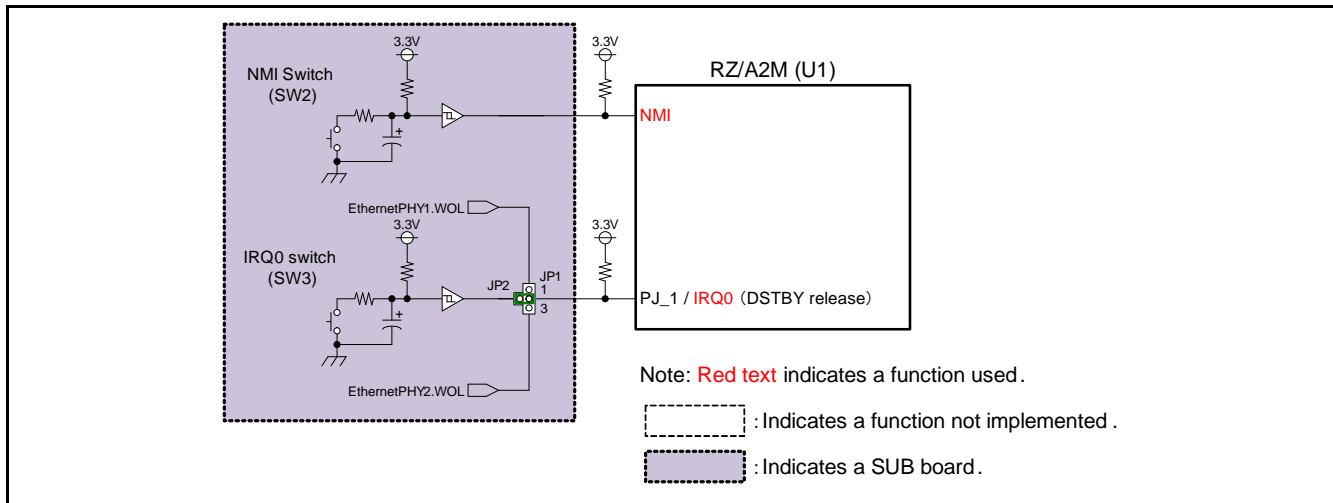 3.3V
3.3V
RZ/A2M (U1)
NMI Switch
(SW2)
+
NMI
EthernetPHY1.WOL
3.3V
3.3V
IRQ0 switch
(SW3)
JP2
JP1
1
3
PJ_1 / IRQ0 (DSTBY release)
+
EthernetPHY2.WOL
Note: Red text indicates a function used.
: Indicates a function not implemented.
: Indicates a SUB board.